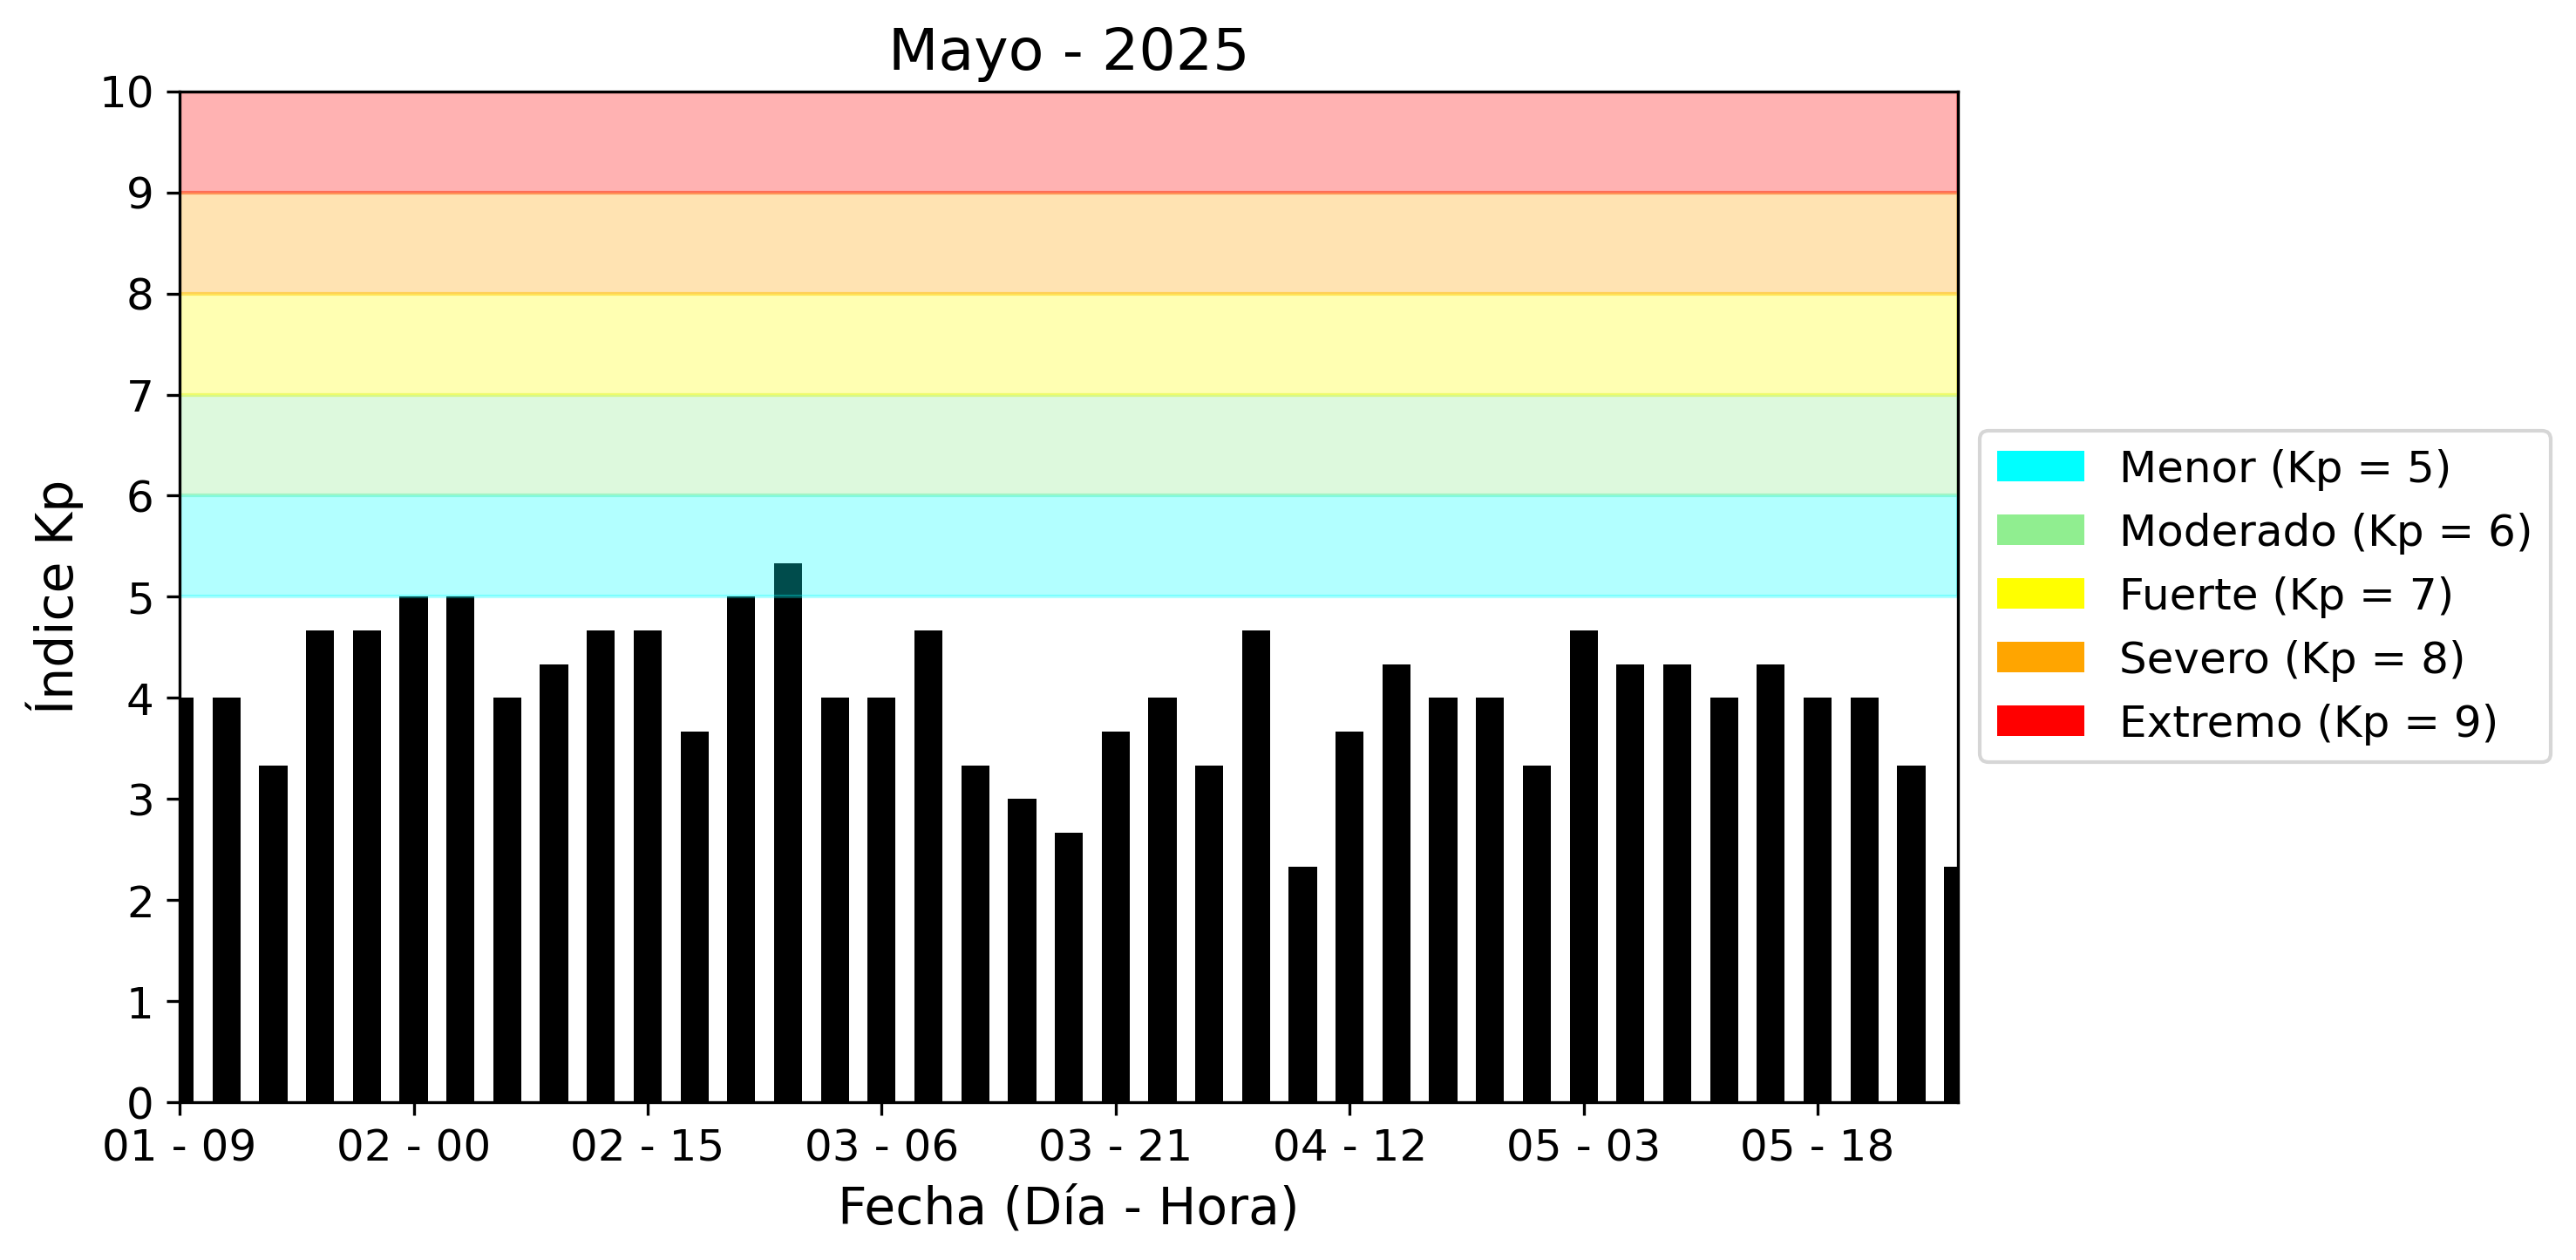 Mayo - 2025
10
9
8
7
6
5
4
3
2
1
0
Índice Kp
01 - 09
02 - 00
02 - 15
03 - 06
03 - 21
04 - 12
05 - 03
05 - 18
Fecha (Día - Hora)
Menor (Kp = 5)
Moderado (Kp = 6)
Fuerte (Kp = 7)
Severo (Kp = 8)
Extremo (Kp = 9)